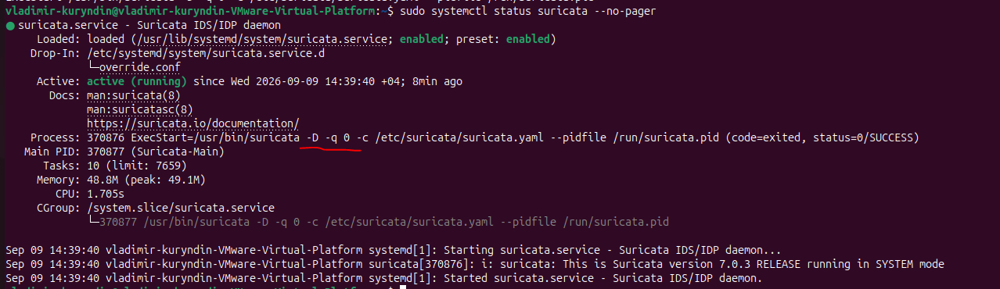 vladimir-kuryndin@vladimir-kuryndin-VMware-Virtual-Platform:~$ sudo systemctl status suricata --no-pager
● suricata.service - Suricata IDS/IDP daemon
Loaded: loaded (/usr/lib/systemd/system/suricata.service; enabled; preset: enabled)
Drop-In: /etc/systemd/system/suricata.service.d
└─override.conf
Active: active (running) since Wed 2026-09-09 14:39:40 +04; 8min ago
Docs: man:suricata(8)
man:suricatasc(8)
https://suricata.io/documentation/
Process: 370876 ExecStart=/usr/bin/suricata -D -q 0 -c /etc/suricata/suricata.yaml --pidfile /run/suricata.pid (code=exited, status=0/SUCCESS)
Main PID: 370877 (Suricata-Main)
Tasks: 10 (limit: 7659)
Memory: 48.8M (peak: 49.1M)
CPU: 1.705s
CGroup: /system.slice/suricata.service
└─370877 /usr/bin/suricata -D -q 0 -c /etc/suricata/suricata.yaml --pidfile /run/suricata.pid
Sep 09 14:39:40 vladimir-kuryndin-VMware-Virtual-Platform systemd[1]: Starting suricata.service - Suricata IDS/IDP daemon...
Sep 09 14:39:40 vladimir-kuryndin-VMware-Virtual-Platform suricata[370876]: i: suricata: This is Suricata version 7.0.3 RELEASE running in SYSTEM mode
Sep 09 14:39:40 vladimir-kuryndin-VMware-Virtual-Platform systemd[1]: Started suricata.service - Suricata IDS/IDP daemon.